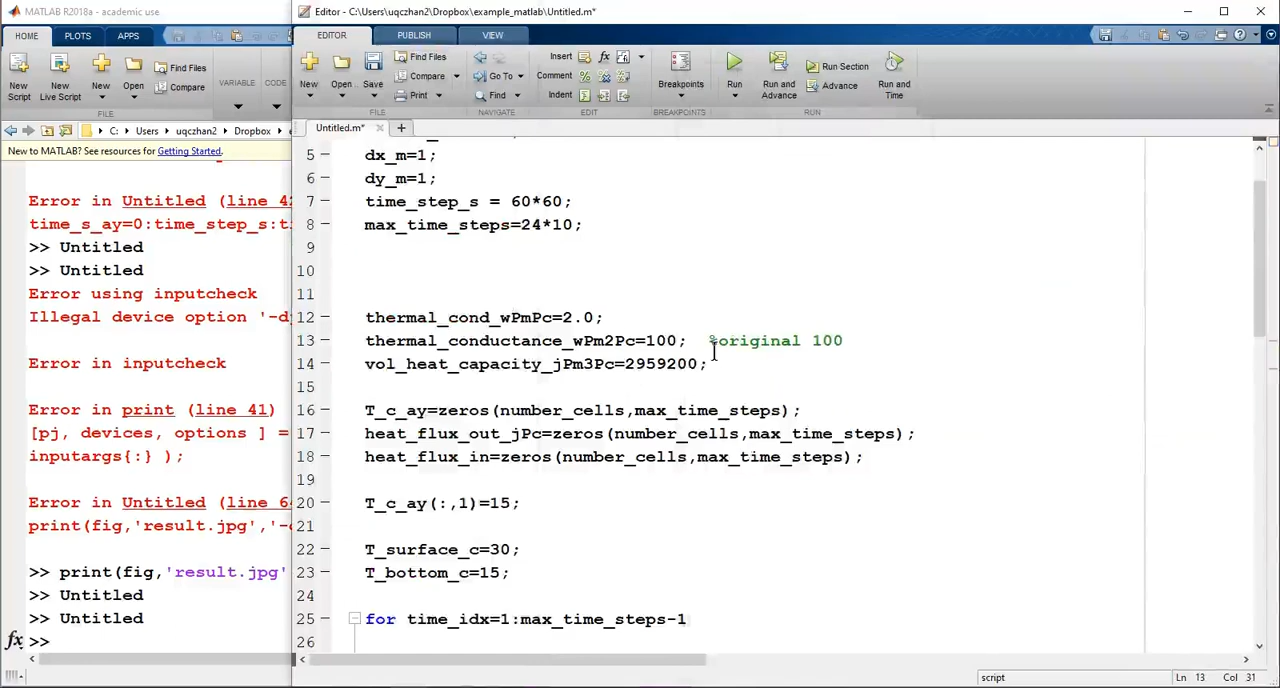 MATLAB R2018a - academic use
HOME PLOTS APPS
New Script
New Live Script
New
Open
Find Files
Compare
VARIABLE
CODE
FILE
C: Users uqczhan2 Dropbox
New to MATLAB? See resources for Getting Started.
Error in Untitled (line 42
time_s_ay=0:time_step_s:t
>> Untitled
>> Untitled
Error using inputcheck
Illegal device option '-d
Error in inputcheck
Error in print (line 41)
[pj, devices, options ] =
inputargs{:} );
Error in Untitled (line 6
print(fig,'result.jpg','-
>> print(fig,'result.jpg'
>> Untitled
>> Untitled
fx >>
Editor - C:\Users\uqczhan2\Dropbox\example_matlab\Untitled.m*
EDITOR PUBLISH VIEW
New
Open
Save
Find Files
Compare
Print
FILE
Go To
Find
NAVIGATE
Insert fx
Comment
Indent
EDIT
Breakpoints
BREAKPOINTS
Run
Run and Advance
Run Section
Advance
Run and Time
RUN
Untitled.m* × +
5 – dx_m=1;
6 – dy_m=1;
7 – time_step_s = 60*60;
8 – max_time_steps=24*10;
9
10
11
12 – thermal_cond_wPmPc=2.0;
13 – thermal_conductance_wPm2Pc=100; %original 100
14 – vol_heat_capacity_jPm3Pc=2959200;
15
16 – T_c_ay=zeros(number_cells,max_time_steps);
17 – heat_flux_out_jPc=zeros(number_cells,max_time_steps);
18 – heat_flux_in=zeros(number_cells,max_time_steps);
19
20 – T_c_ay(:,1)=15;
21
22 – T_surface_c=30;
23 – T_bottom_c=15;
24
25 – for time_idx=1:max_time_steps-1
26
script Ln 13 Col 31